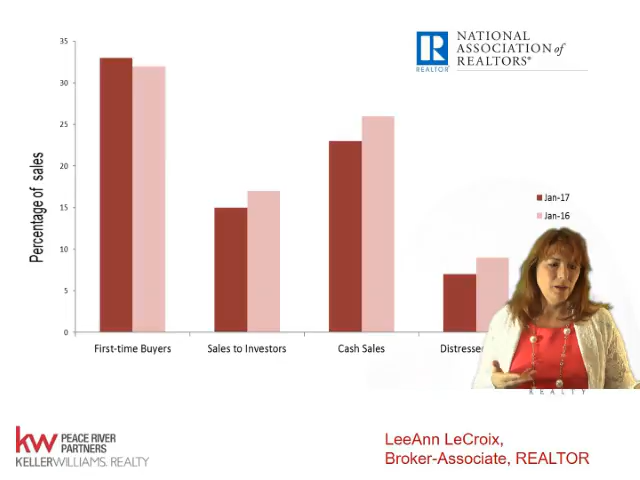 35
30
25
20
15
10
5
0
Percentage of sales
First-time Buyers
Sales to Investors
Cash Sales
NATIONAL
ASSOCIATION of
REALTORS®
REALTOR®
Jan-17
Jan-16
REALTY
kw PEACE RIVER
PARTNERS
KELLERWILLIAMS. REALTY
LeeAnn LeCroix,
Broker-Associate, REALTOR